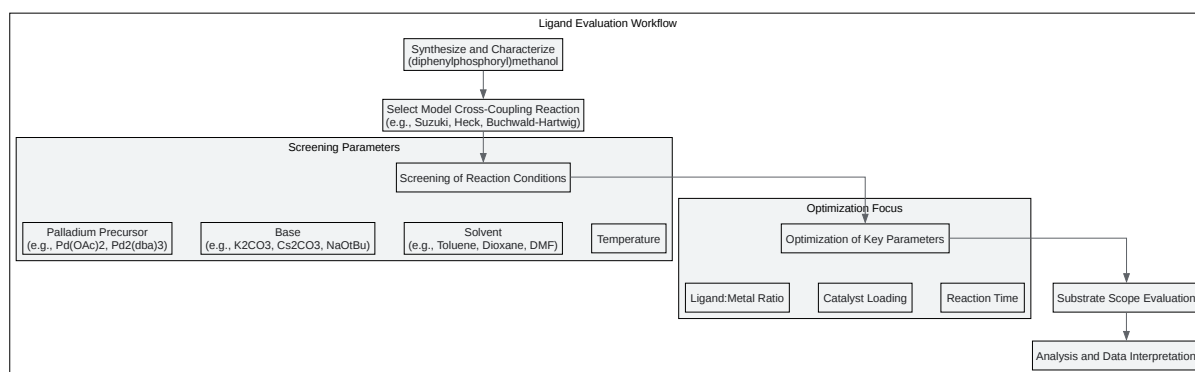 Ligand Evaluation Workflow
Synthesize and Characterize
(diphenylphosphoryl)methanol
Select Model Cross-Coupling Reaction
(e.g., Suzuki, Heck, Buchwald-Hartwig)
Screening Parameters
Screening of Reaction Conditions
Palladium Precursor
(e.g., Pd(OAc)2, Pd2(dba)3)
Base
(e.g., K2CO3, Cs2CO3, NaOtBu)
Solvent
(e.g., Toluene, Dioxane, DMF)
Temperature
Optimization Focus
Optimization of Key Parameters
Ligand:Metal Ratio
Catalyst Loading
Reaction Time
Substrate Scope Evaluation
Analysis and Data Interpretation